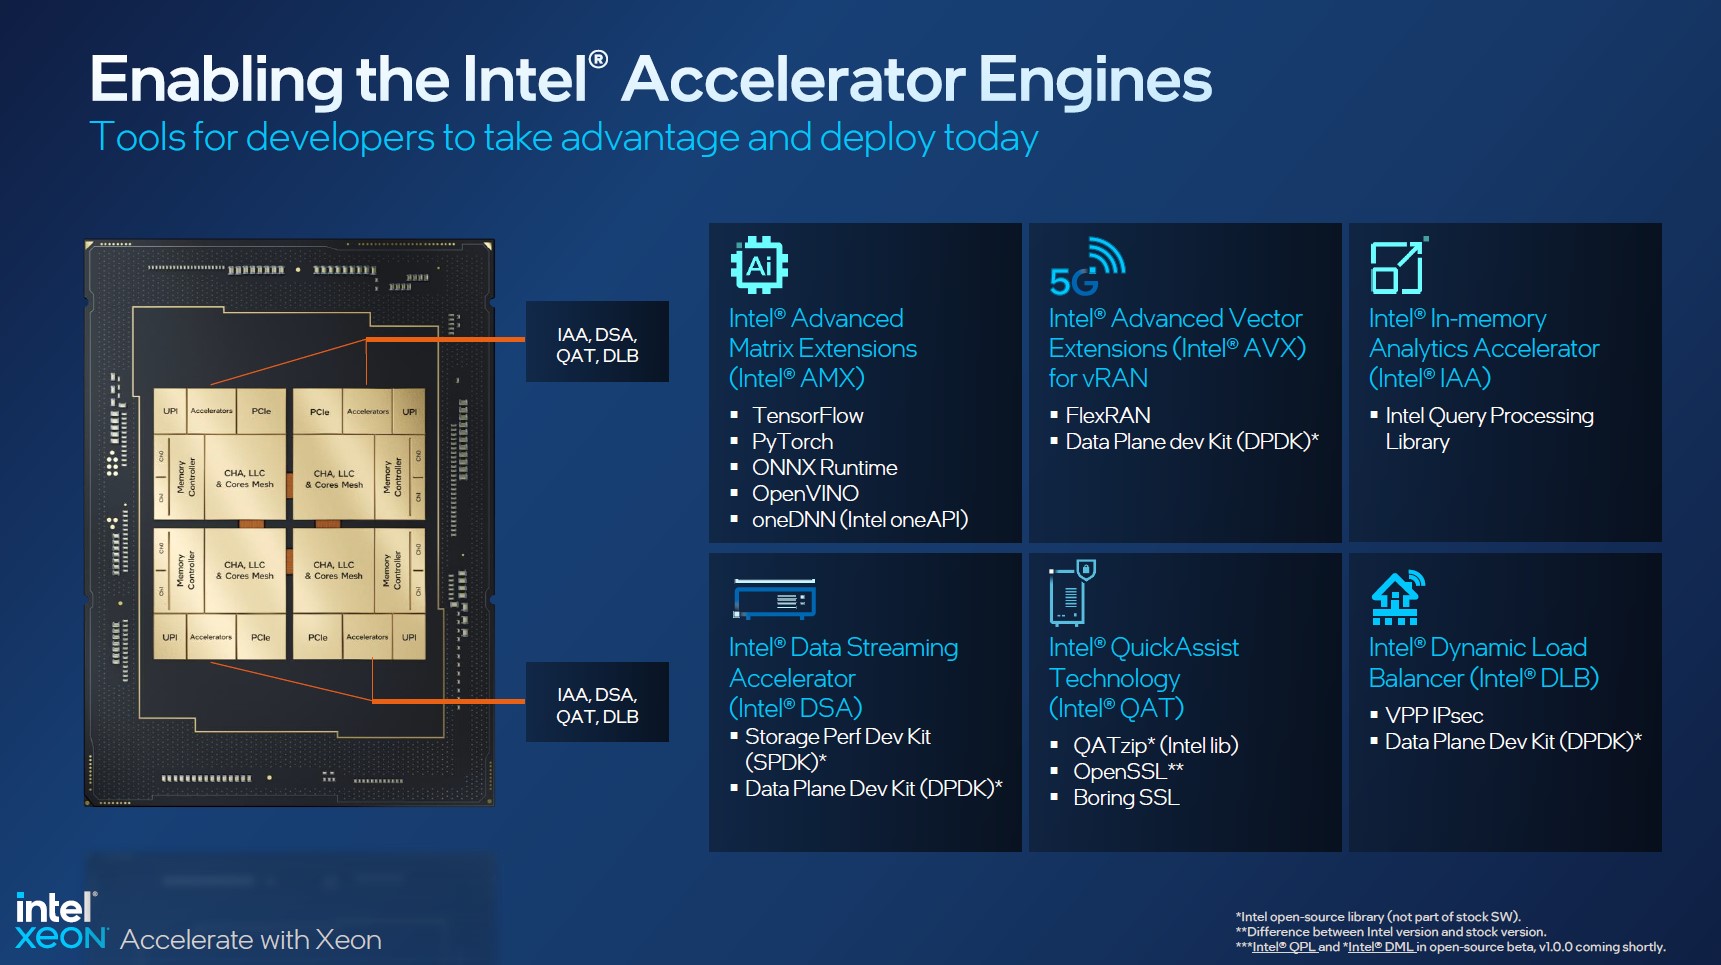 Enabling the Intel® Accelerator Engines
Tools for developers to take advantage and deploy today
IAA, DSA,
QAT, DLB
UPI
Accelerators
PCIe
PCIe
Accelerators
UPI
Ch0
Ch1
Memory
Controller
CHA, LLC
& Cores Mesh
CHA, LLC
& Cores Mesh
Memory
Controller
Ch0
Ch1
Ch0
Ch1
Memory
Controller
CHA, LLC
& Cores Mesh
CHA, LLC
& Cores Mesh
Memory
Controller
Ch0
Ch1
UPI
Accelerators
PCIe
PCIe
Accelerators
UPI
IAA, DSA,
QAT, DLB
Ai
Intel® Advanced
Matrix Extensions
(Intel® AMX)
▪ TensorFlow
▪ PyTorch
▪ ONNX Runtime
▪ OpenVINO
▪ oneDNN (Intel oneAPI)
5G
Intel® Advanced Vector
Extensions (Intel® AVX)
for vRAN
▪ FlexRAN
▪ Data Plane dev Kit (DPDK)*
Intel® In-memory
Analytics Accelerator
(Intel® IAA)
▪ Intel Query Processing
Library
Intel® Data Streaming
Accelerator
(Intel® DSA)
▪ Storage Perf Dev Kit
(SPDK)*
▪ Data Plane Dev Kit (DPDK)*
Intel® QuickAssist
Technology
(Intel® QAT)
▪ QATzip* (Intel lib)
▪ OpenSSL**
▪ Boring SSL
Intel® Dynamic Load
Balancer (Intel® DLB)
▪ VPP IPsec
▪ Data Plane Dev Kit (DPDK)*
intel®
xeon®
Accelerate with Xeon
*Intel open-source library (not part of stock SW).
**Difference between Intel version and stock version.
***Intel® QPL and *Intel® DML in open-source beta, v1.0.0 coming shortly.